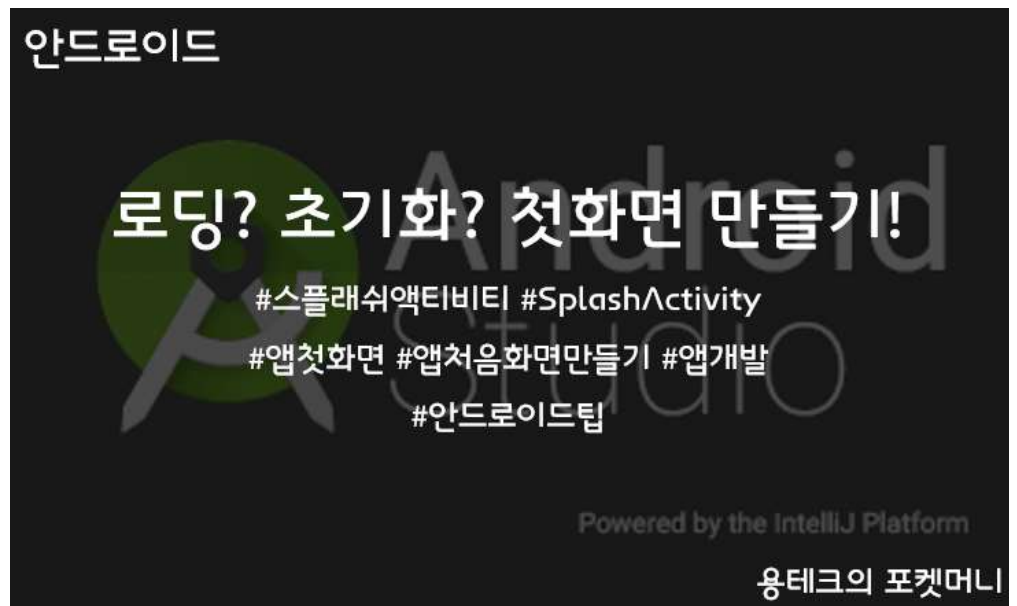 안드로이드
Android
로딩? 초기화? 첫화면 만들기!
Studio
#스플래쉬액티비티 #SplashActivity
#앱첫화면 #앱처음화면만들기 #앱개발
#안드로이드팁
Powered by the IntelliJ Platform
용테크의 포켓머니